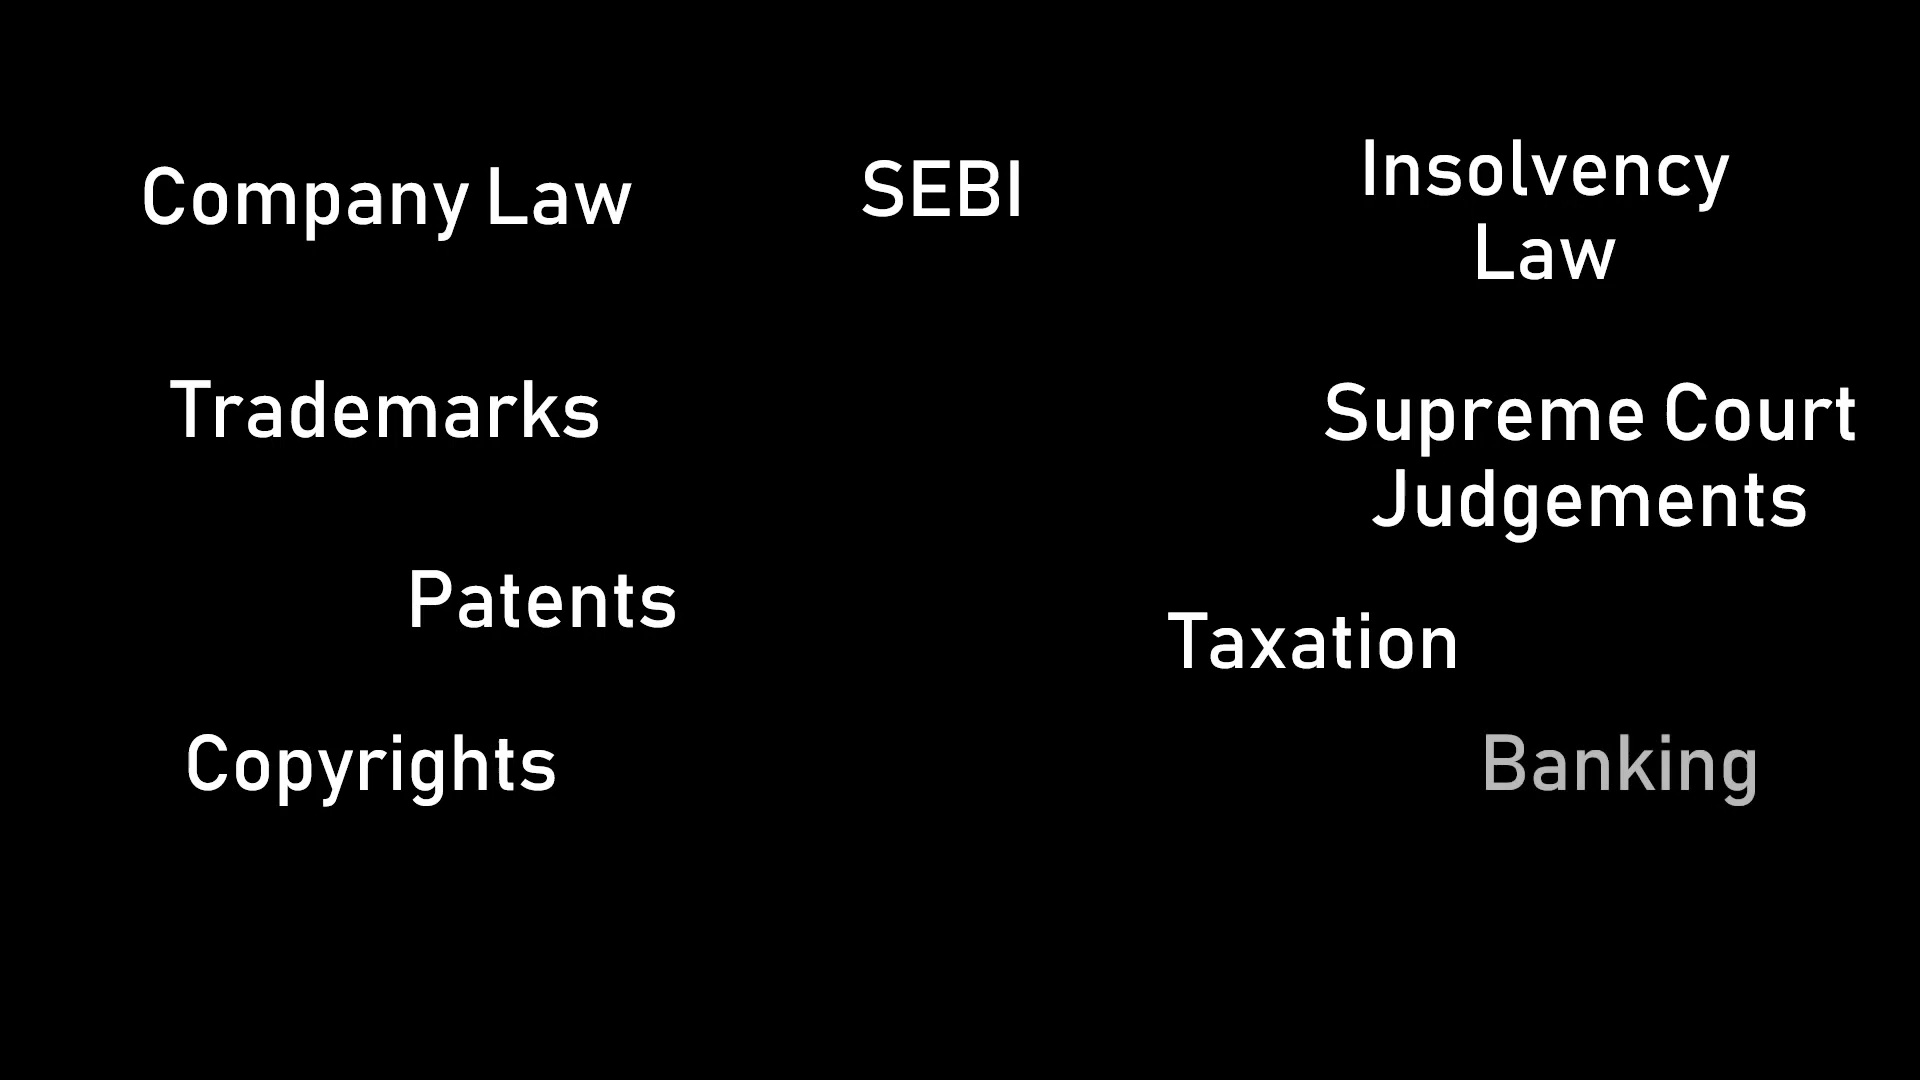 Company Law
SEBI
Insolvency
Law
Trademarks
Supreme Court
Judgements
Patents
Taxation
Copyrights
Banking